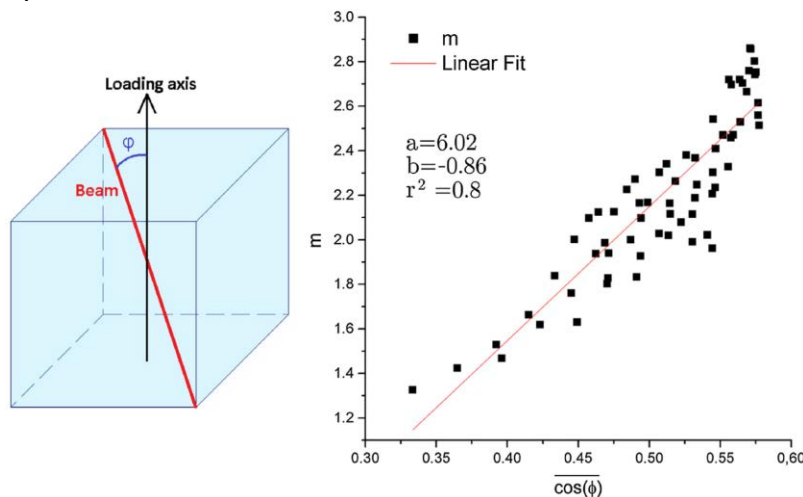 Loading axis
φ
Beam
m
Linear Fit
a=6.02
b=-0.86
r² =0.8
3.0
2.8
2.6
2.4
2.2
2.0
1.8
1.6
1.4
1.2
m
0.30
0.35
0.40
0.45
0.50
0.55
0,60
cos(ϕ)